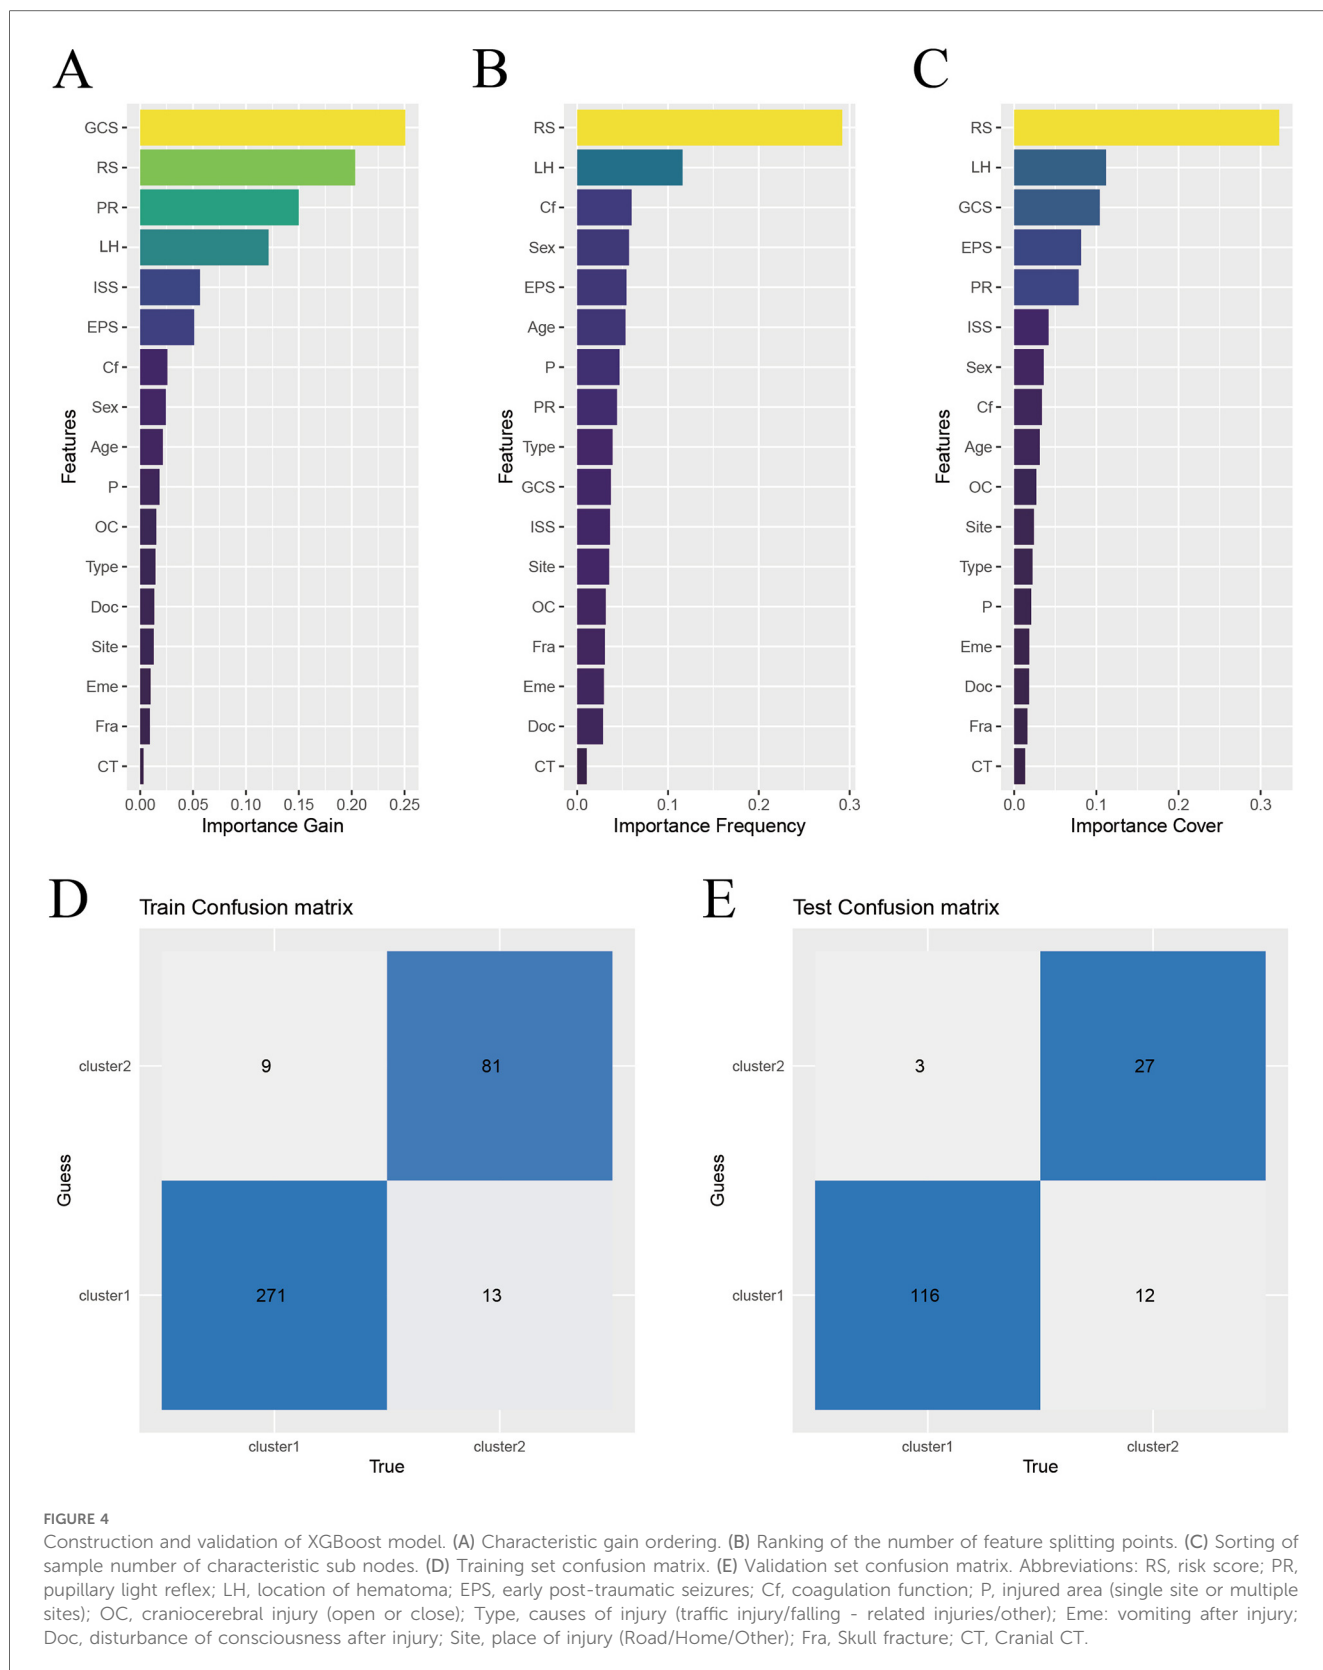 A
GCS
RS
PR
LH
ISS
EPS
Cf
Sex
Age
P
OC
Type
Doc
Site
Eme
Fra
CT
Features
0.00 0.05 0.10 0.15 0.20 0.25
Importance Gain
B
RS
LH
Cf
Sex
EPS
Age
P
PR
Type
GCS
ISS
Site
OC
Fra
Eme
Doc
CT
Features
0.0 0.1 0.2 0.3
Importance Frequency
C
RS
LH
GCS
EPS
PR
ISS
Sex
Cf
Age
OC
Site
Type
P
Eme
Doc
Fra
CT
Features
0.0 0.1 0.2 0.3
Importance Cover
D
Train Confusion matrix
cluster2
9 81
cluster1
271 13
Guess
cluster1 cluster2
True
E
Test Confusion matrix
cluster2
3 27
cluster1
116 12
Guess
cluster1 cluster2
True
FIGURE 4
Construction and validation of XGBoost model. (A) Characteristic gain ordering. (B) Ranking of the number of feature splitting points. (C) Sorting of
sample number of characteristic sub nodes. (D) Training set confusion matrix. (E) Validation set confusion matrix. Abbreviations: RS, risk score; PR,
pupillary light reflex; LH, location of hematoma; EPS, early post-traumatic seizures; Cf, coagulation function; P, injured area (single site or multiple
sites); OC, craniocerebral injury (open or close); Type, causes of injury (traffic injury/falling - related injuries/other); Eme: vomiting after injury;
Doc, disturbance of consciousness after injury; Site, place of injury (Road/Home/Other); Fra, Skull fracture; CT, Cranial CT.